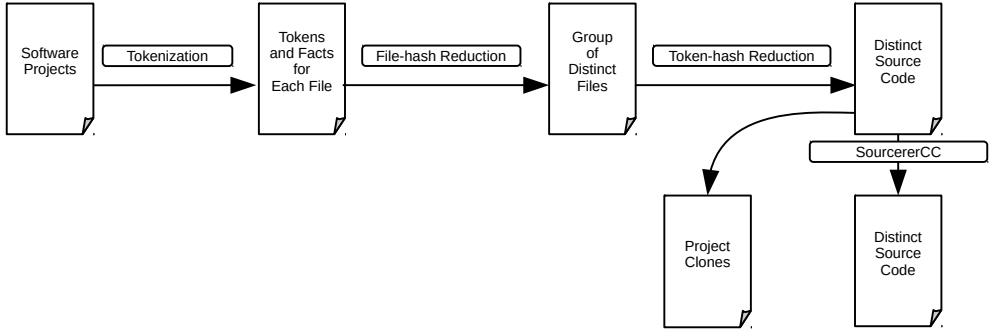 Software
Projects
Tokenization
Tokens
and Facts
for
Each File
File-hash Reduction
Group
of
Distinct
Files
Token-hash Reduction
Distinct
Source
Code
SourcererCC
Project
Clones
Distinct
Source
Code